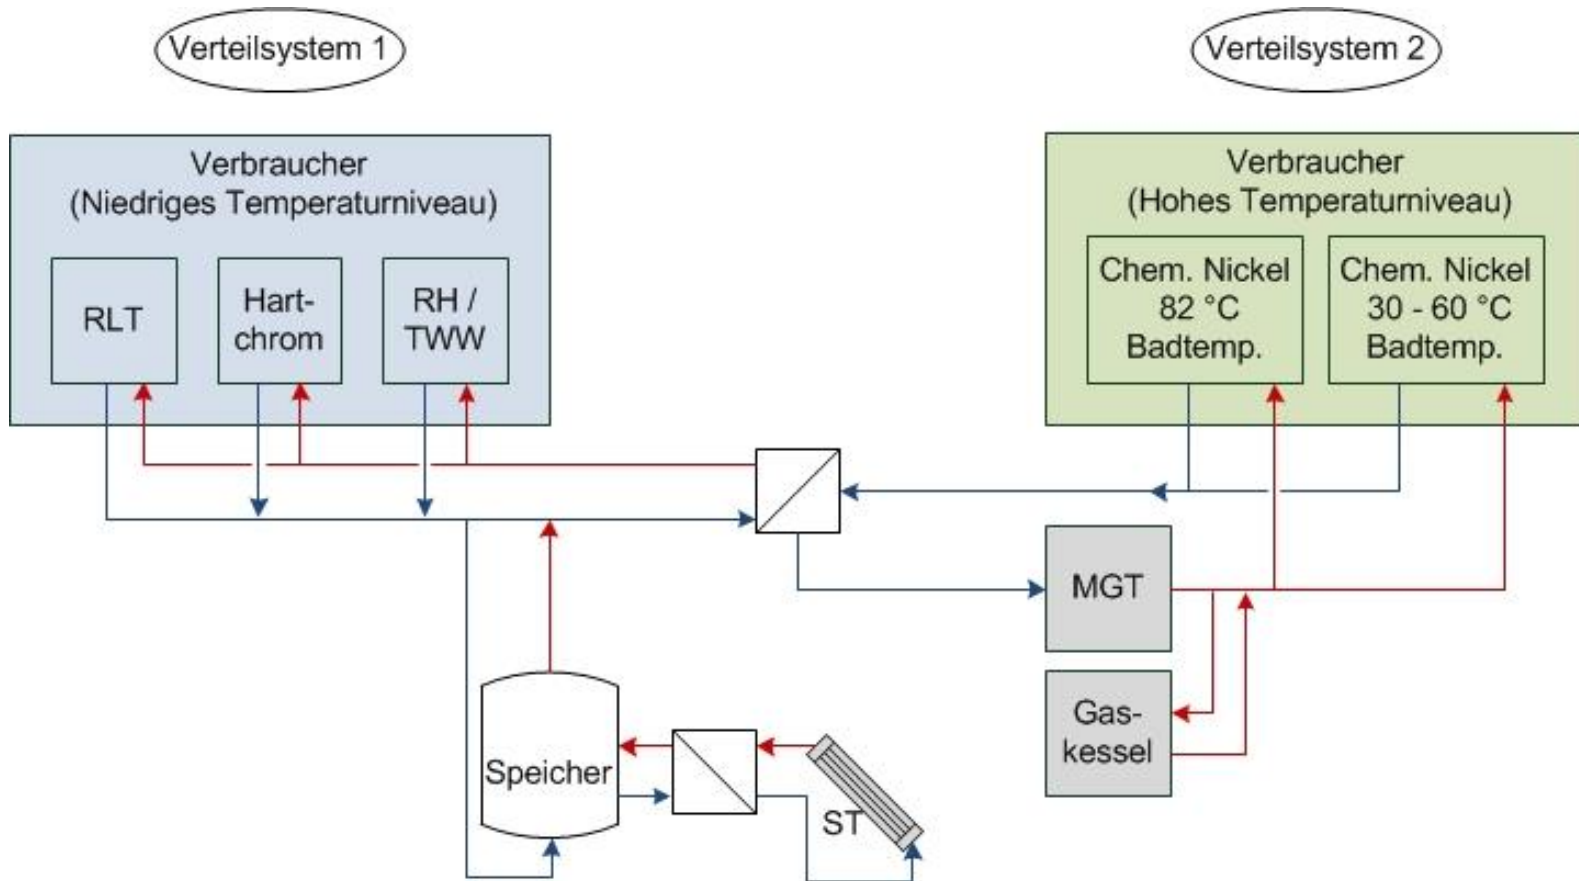 Verteilsystem 1
Verteilsystem 2
Verbraucher
(Niedriges Temperaturniveau)
RLT
Hart-
chrom
RH /
TWW
Verbraucher
(Hohes Temperaturniveau)
Chem. Nickel
82 °C
Badtemp.
Chem. Nickel
30 - 60 °C
Badtemp.
MGT
Gas-
kessel
Speicher
ST